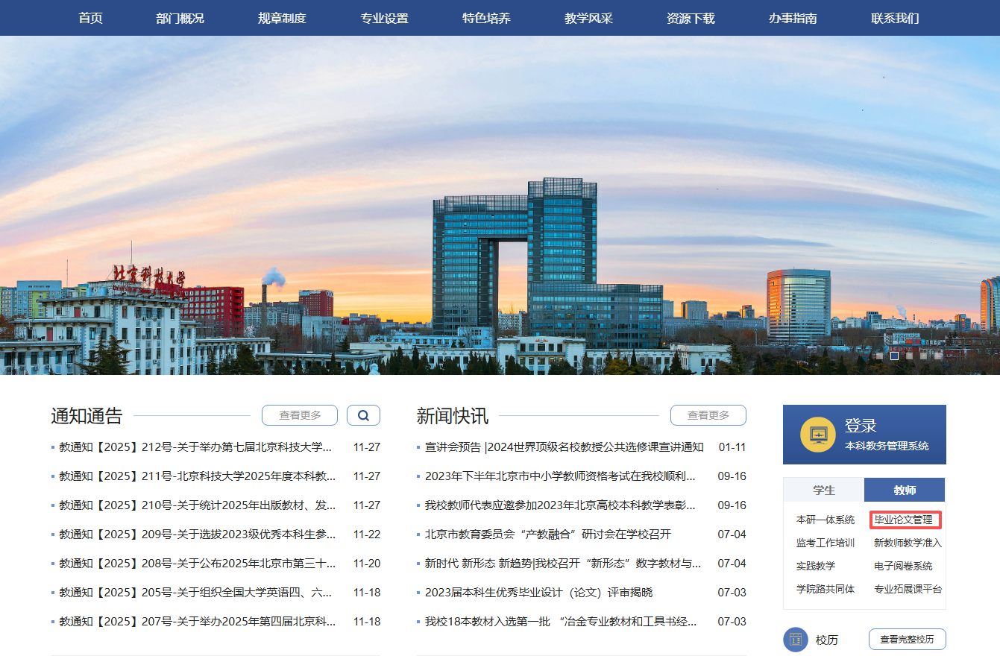 首页 部门概况 规章制度 专业设置 特色培养 教学风采 资源下载 办事指南 联系我们
北京科技大学
通知通告 查看更多
教通知【2025】212号-关于举办第七届北京科技大学... 11-27
教通知【2025】211号-北京科技大学2025年度本科教... 11-27
教通知【2025】210号-关于统计2025年出版教材、发... 11-27
教通知【2025】209号-关于选拔2023级优秀本科生参... 11-22
教通知【2025】208号-关于公布2025年北京市第三十... 11-20
教通知【2025】205号-关于组织全国大学英语四、六... 11-18
教通知【2025】207号-关于举办2025年第四届北京科... 11-18
新闻快讯 查看更多
宣讲会预告 |2024世界顶级名校教授公共选修课宣讲通知 01-11
2023年下半年北京市中小学教师资格考试在我校顺利... 09-16
我校教师代表应邀参加2023年北京高校本科教学表彰... 09-16
北京市教育委员会“产教融合”研讨会在学校召开 07-04
新时代 新形态 新趋势|我校召开“新形态”数字教材与... 07-04
2023届本科生优秀毕业设计（论文）评审揭晓 07-03
我校18本教材入选第一批 “冶金专业教材和工具书经... 07-03
登录
本科教务管理系统
学生 教师
本研一体系统 毕业论文管理
监考工作培训 新教师教学准入
实践教学 电子阅卷系统
学院路共同体 专业拓展课平台
校历 查看完整校历